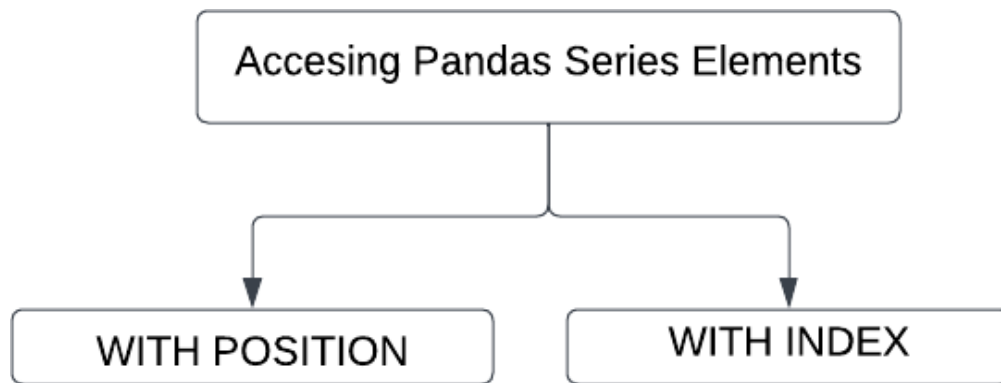 Accesing Pandas Series Elements
WITH POSITION
WITH INDEX